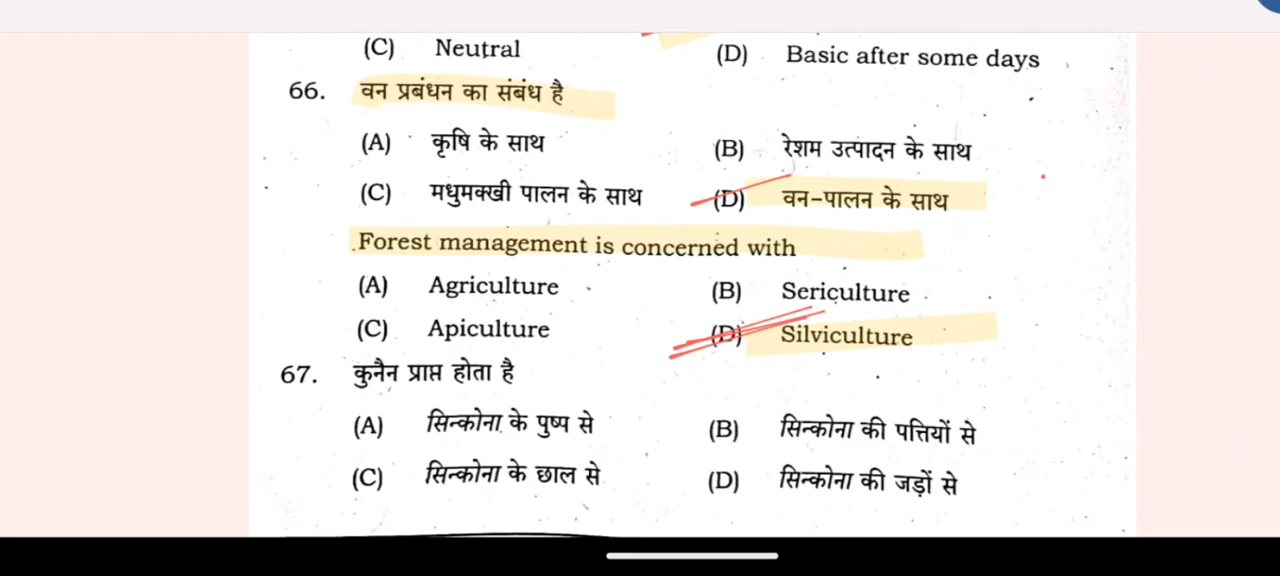 (C) Neutral (D) Basic after some days
66. वन प्रबंधन का संबंध है
(A) कृषि के साथ (B) रेशम उत्पादन के साथ
(C) मधुमक्खी पालन के साथ (D) वन-पालन के साथ
Forest management is concerned with
(A) Agriculture (B) Sericulture
(C) Apiculture (D) Silviculture
67. कुनैन प्राप्त होता है
(A) सिन्कोना के पुष्प से (B) सिन्कोना की पत्तियों से
(C) सिन्कोना के छाल से (D) सिन्कोना की जड़ों से